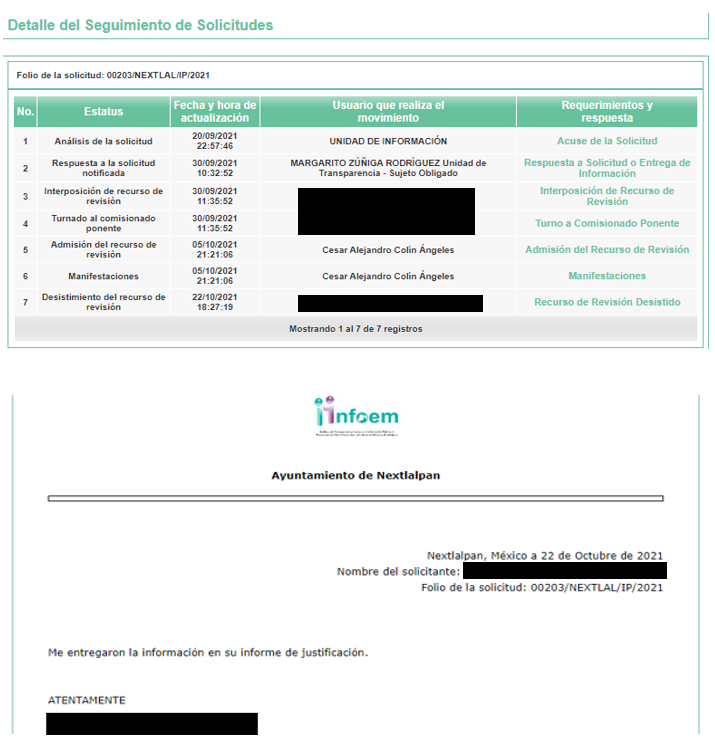 Detalle del Seguimiento de Solicitudes
Folio de la solicitud: 00203/NEXTLAL/IP/2021
No. Estatus Fecha y hora de actualización Usuario que realiza el movimiento Requerimientos y respuesta
1 Análisis de la solicitud 20/09/2021 22:57:46 UNIDAD DE INFORMACIÓN Acuse de la Solicitud
2 Respuesta a la solicitud notificada 30/09/2021 10:32:52 MARGARITO ZÚÑIGA RODRÍGUEZ Unidad de Transparencia - Sujeto Obligado Respuesta a Solicitud o Entrega de Información
3 Interposición de recurso de revisión 30/09/2021 11:35:52 Interposición de Recurso de Revisión
4 Turnado al comisionado ponente 30/09/2021 11:35:52 Turno a Comisionado Ponente
5 Admisión del recurso de revisión 05/10/2021 21:21:06 Cesar Alejandro Colín Ángeles Admisión del Recurso de Revisión
6 Manifestaciones 05/10/2021 21:21:06 Cesar Alejandro Colín Ángeles Manifestaciones
7 Desistimiento del recurso de revisión 22/10/2021 18:27:19 Recurso de Revisión Desistido
Mostrando 1 al 7 de 7 registros
infoem
Ayuntamiento de Nextlalpan
Nextlalpan, México a 22 de Octubre de 2021
Nombre del solicitante:
Folio de la solicitud: 00203/NEXTLAL/IP/2021
Me entregaron la información en su informe de justificación.
ATENTAMENTE